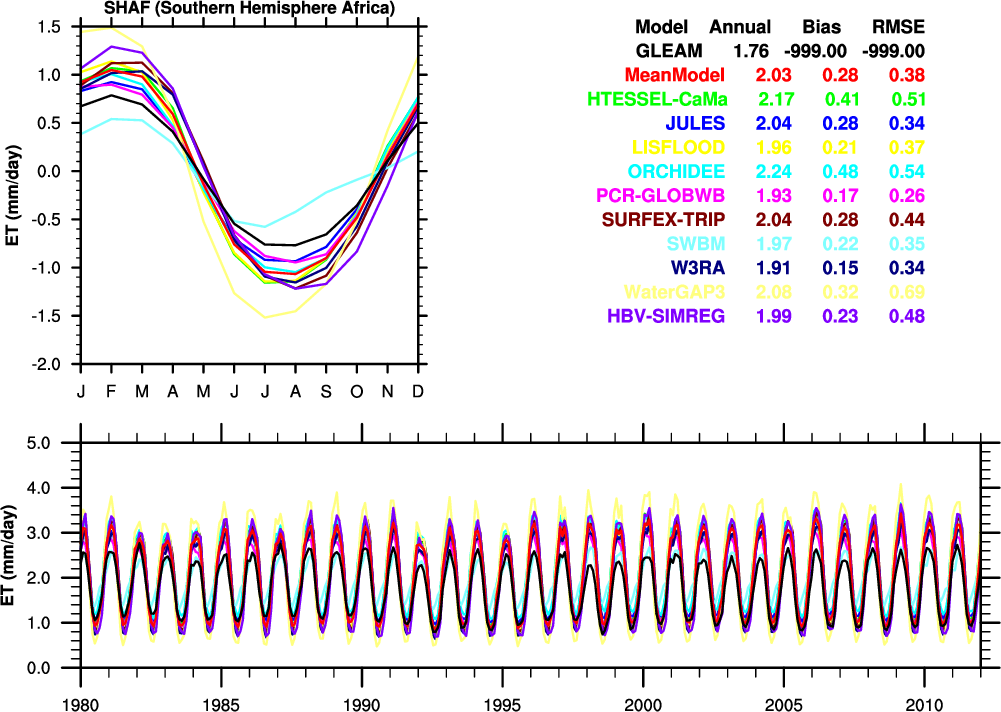 SHAF (Southern Hemisphere Africa)
1.5
1.0
0.5
0.0
-0.5
-1.0
-1.5
-2.0
ET (mm/day)
J F M A M J J A S O N D
Model Annual Bias RMSE
GLEAM 1.76 -999.00 -999.00
MeanModel 2.03 0.28 0.38
HTESSEL-CaMa 2.17 0.41 0.51
JULES 2.04 0.28 0.34
LISFLOOD 1.96 0.21 0.37
ORCHIDEE 2.24 0.48 0.54
PCR-GLOBWB 1.93 0.17 0.26
SURFEX-TRIP 2.04 0.28 0.44
SWBM 1.97 0.22 0.35
W3RA 1.91 0.15 0.34
WaterGAP3 2.08 0.32 0.69
HBV-SIMREG 1.99 0.23 0.48
5.0
4.0
3.0
2.0
1.0
0.0
ET (mm/day)
1980 1985 1990 1995 2000 2005 2010